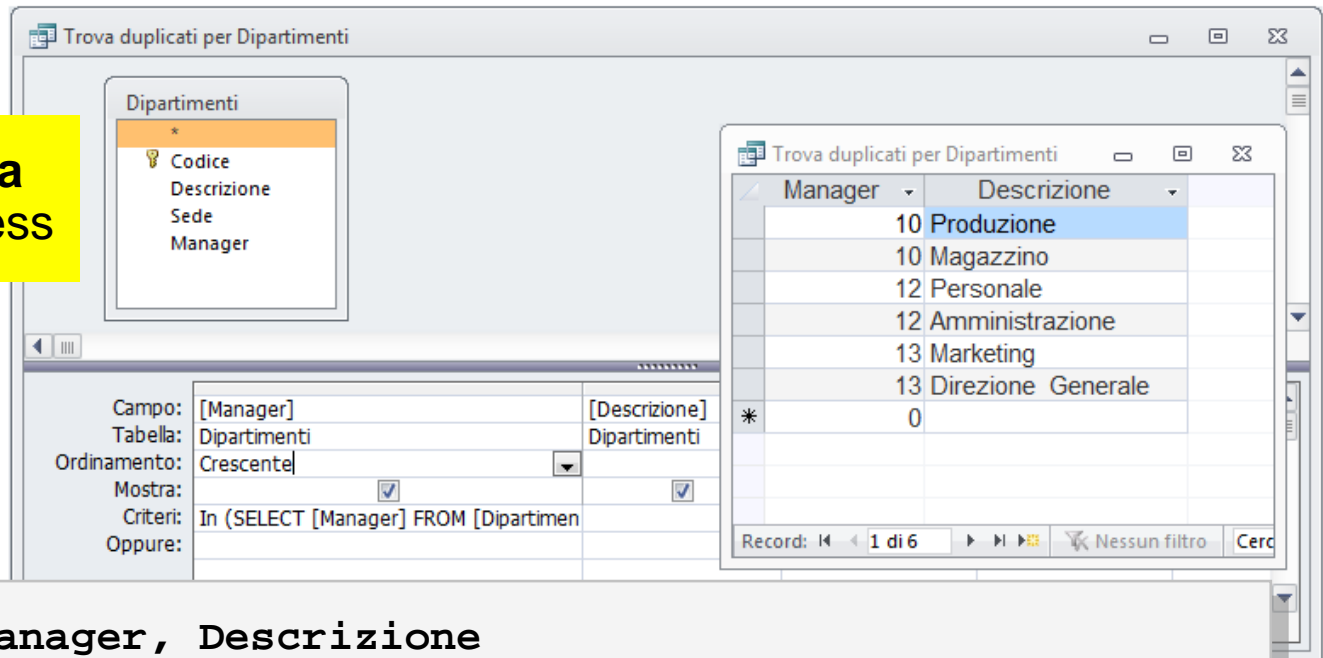 Trova duplicati per Dipartimenti
Dipartimenti
*
Codice
Descrizione
Sede
Manager
a
ess
Trova duplicati per Dipartimenti
Manager Descrizione
10 Produzione
10 Magazzino
12 Personale
12 Amministrazione
13 Marketing
13 Direzione Generale
* 0
Record: 1 di 6 Nessun filtro Cerc
Campo: [Manager] [Descrizione]
Tabella: Dipartimenti Dipartimenti
Ordinamento: Crescente
Mostra:
Criteri: In (SELECT [Manager] FROM [Dipartimen
Oppure:
anager, Descrizione